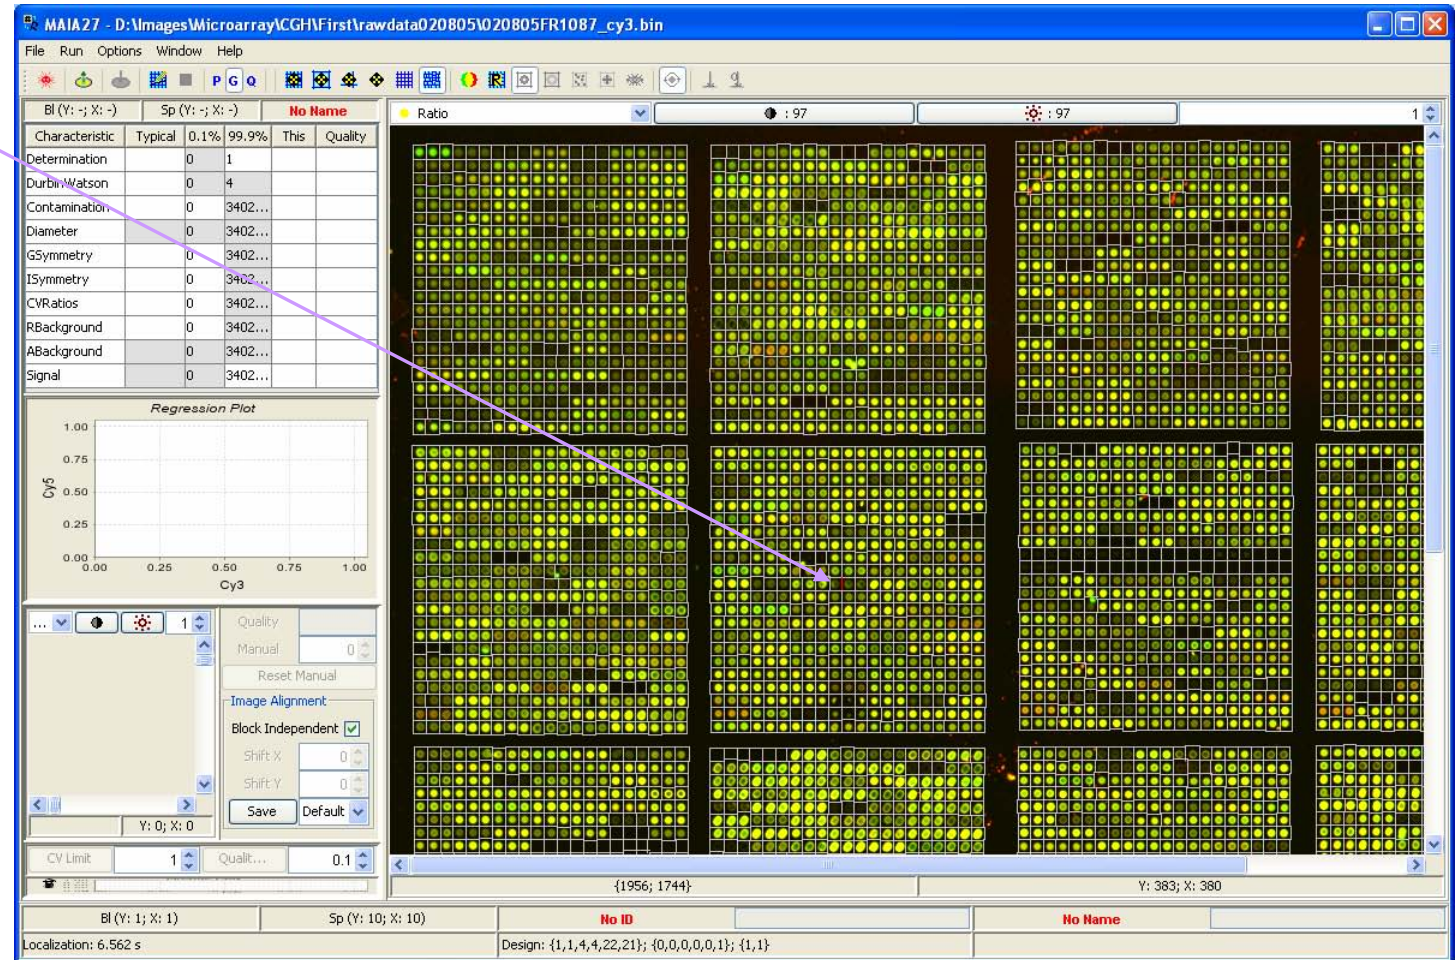 MAIA27 - D:\Images\Microarray\CGH\First\rawdata020805\020805FR1087_cy3.bin
File Run Options Window Help
P G Q
Bl (Y: -; X: -) Sp (Y: -; X: -) No Name
Ratio : 97 : 97 1
Characteristic Typical 0.1% 99.9% This Quality
Determination 0 1
DurbinWatson 0 4
Contamination 0 3402...
Diameter 0 3402...
GSymmetry 0 3402...
ISymmetry 0 3402...
CVRatios 0 3402...
RBackground 0 3402...
ABackground 0 3402...
Signal 0 3402...
Regression Plot
1.00
0.75
0.50
0.25
0.00
Cy5
0.00 0.25 0.50 0.75 1.00
Cy3
... 1
Quality
Manual 0
Reset Manual
Image Alignment
Block Independent
Shift X 0
Shift Y 0
Save Default
Y: 0; X: 0
CV Limit 1 Qualit... 0.1
{1956; 1744} Y: 383; X: 380
Bl (Y: 1; X: 1) Sp (Y: 10; X: 10) No ID No Name
Localization: 6.562 s Design: {1,1,4,4,22,21}; {0,0,0,0,0,1}; {1,1}